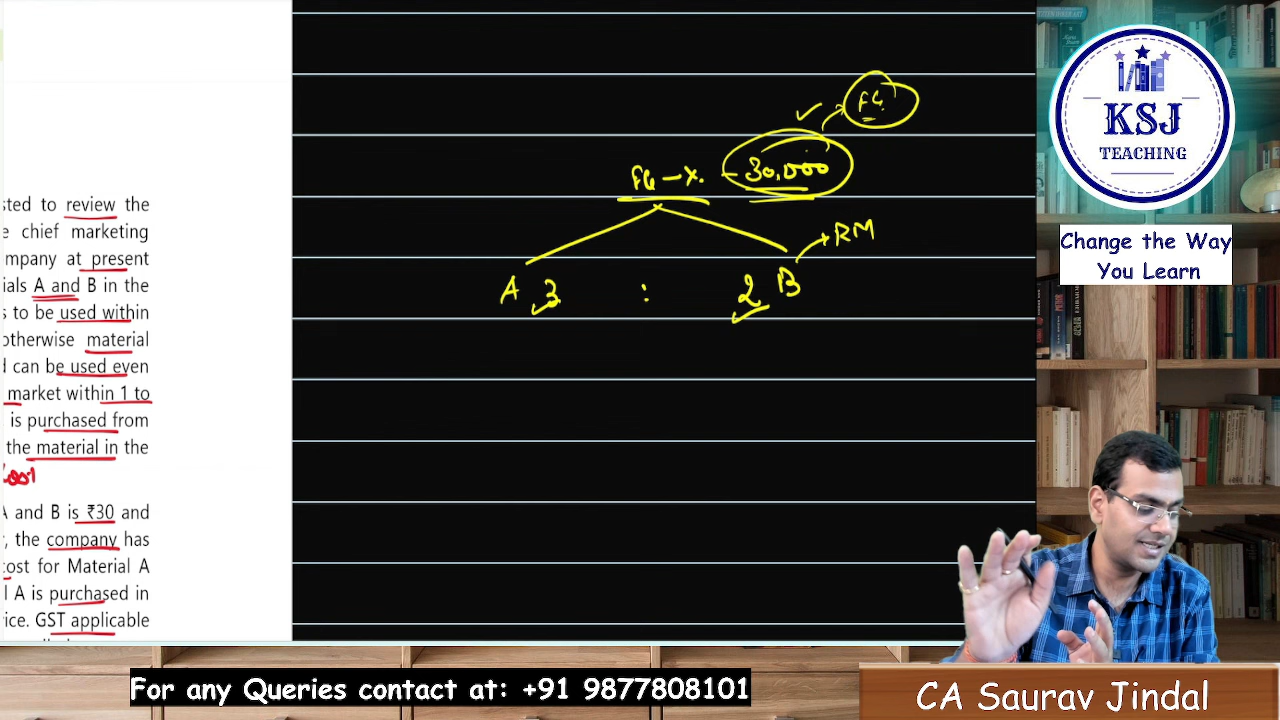 sted to review the
e chief marketing
mpany at present
ials A and B in the
s to be used within
otherwise material
d can be used even
market within 1 to
is purchased from
the material in the
A and B is ₹30 and
, the company has
cost for Material A
l A is purchased in
ice. GST applicable
FG
FG - X. - 30,000
RM
A 3 : 2 B
KSJ
TEACHING
Change the Way
You Learn
For any Queries contact at: +91 9877808101
CA Saurav Jindal